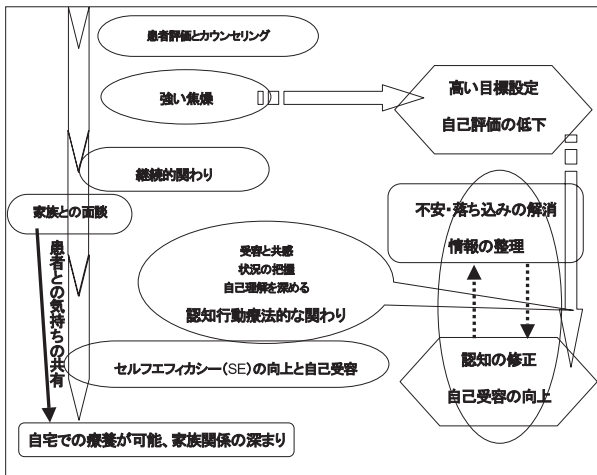 患者評価とカウンセリング
強い焦燥
高い目標設定
自己評価の低下
継続的関わり
家族との面談
不安・落ち込みの解消
情報の整理
患者との気持ちの共有
受容と共感
状況の把握
自己理解を深める
認知行動療法的な関わり
セルフエフィカシー(SE)の向上と自己受容
認知の修正
自己受容の向上
自宅での療養が可能、家族関係の深まり